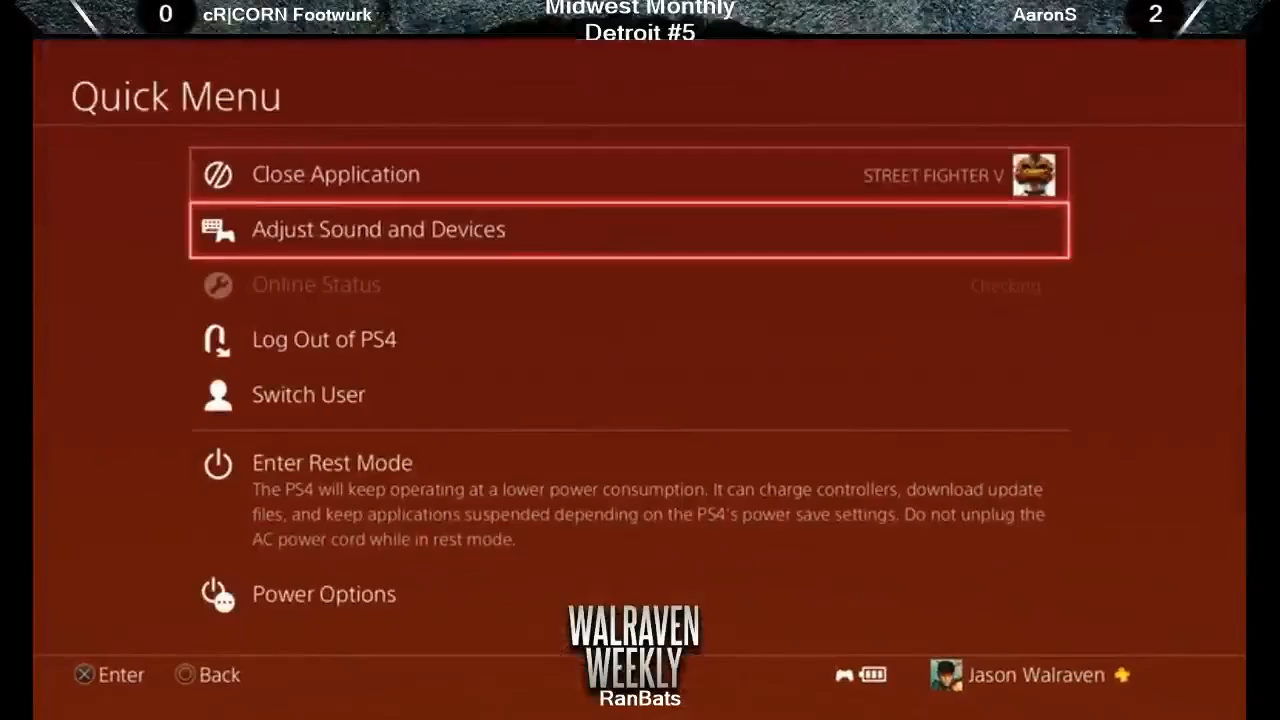 0 cR|CORN Footwurk
Midwest Monthly
Detroit #5
AaronS 2
Quick Menu
Close Application
STREET FIGHTER V
Adjust Sound and Devices
Online Status
Checking
Log Out of PS4
Switch User
Enter Rest Mode
The PS4 will keep operating at a lower power consumption. It can charge controllers, download update
files, and keep applications suspended depending on the PS4's power save settings. Do not unplug the
AC power cord while in rest mode.
Power Options
WALRAVEN
WEEKLY
RanBats
Enter
Back
Jason Walraven